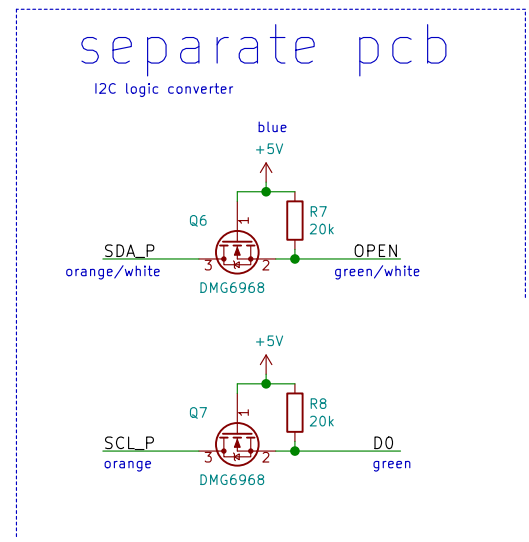 separate pcb
I2C logic converter
blue
+5V
Q6
1
R7
20k
SDA_P
3
2
OPEN
orange/white
green/white
DMG6968
+5V
Q7
1
R8
20k
SCL_P
3
2
D0
orange
green
DMG6968